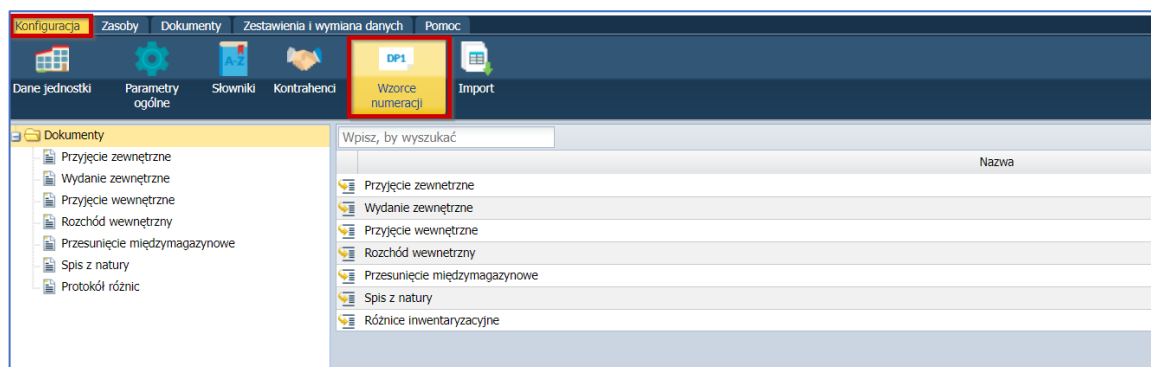 Konfiguracja Zasoby Dokumenty Zestawienia i wymiana danych Pomoc
A-Z DP1
Dane jednostki Parametry ogólne Słowniki Kontrahenci Wzorce numeracji Import
Dokumenty
Przyjęcie zewnętrzne
Wydanie zewnętrzne
Przyjęcie wewnętrzne
Rozchód wewnętrzny
Przesunięcie międzymagazynowe
Spis z natury
Protokół różnic
Wpisz, by wyszukać
Nazwa
Przyjęcie zewnetrzne
Wydanie zewnętrzne
Przyjęcie wewnętrzne
Rozchód wewnetrzny
Przesunięcie międzymagazynowe
Spis z natury
Różnice inwentaryzacyjne